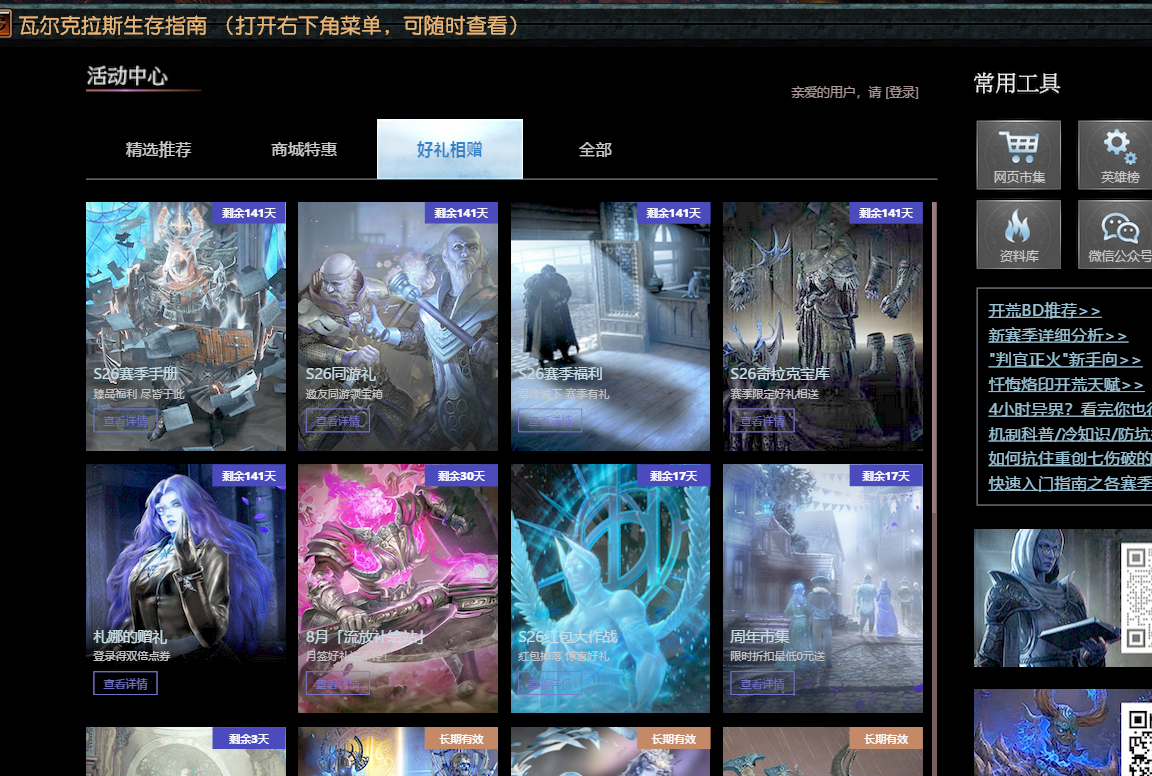 瓦尔克拉斯生存指南 （打开右下角菜单，可随时查看）
活动中心
亲爱的用户，请 [登录]
精选推荐
商城特惠
好礼相赠
全部
剩余141天
S26赛季手册
臻品福利 尽皆于此
查看详情
剩余141天
S26同游礼
邀友同游领宝箱
查看详情
剩余141天
S26赛季福利
赛季有礼
查看详情
剩余141天
S26奇拉克宝库
赛季限定好礼相送
查看详情
剩余141天
札娜的赠礼
登录得双倍点券
查看详情
剩余30天
8月「流放补给站」
月签好礼
查看详情
剩余17天
S26红包大作战
红包掉落 惊喜好礼
查看详情
剩余17天
周年市集
限时折扣最低0元送
查看详情
剩余3天
长期有效
长期有效
长期有效
常用工具
网页市集
英雄榜
资料库
微信公众号
开荒BD推荐>>
新赛季详细分析>>
"判官正火"新手向>>
忏悔烙印开荒天赋>>
4小时异界？看完你也
机制科普/冷知识/防坑
如何抗住重创七伤破的
快速入门指南之各赛季